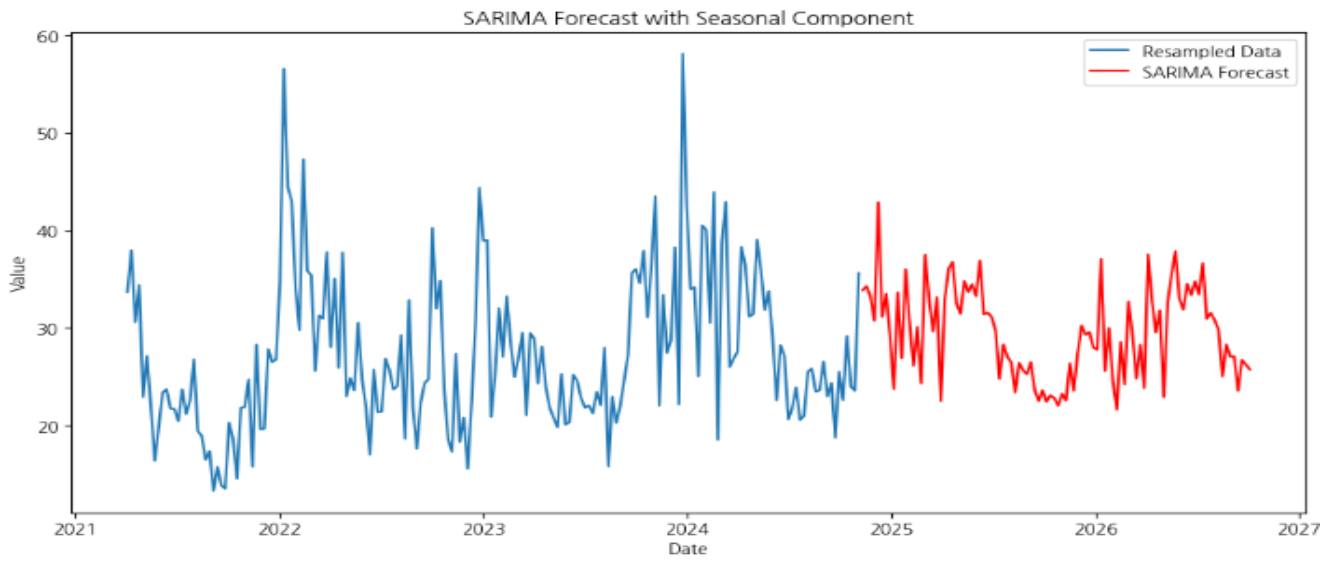 SARIMA Forecast with Seasonal Component
Resampled Data
SARIMA Forecast
Value
60
50
40
30
20
2021
2022
2023
2024
2025
2026
2027
Date